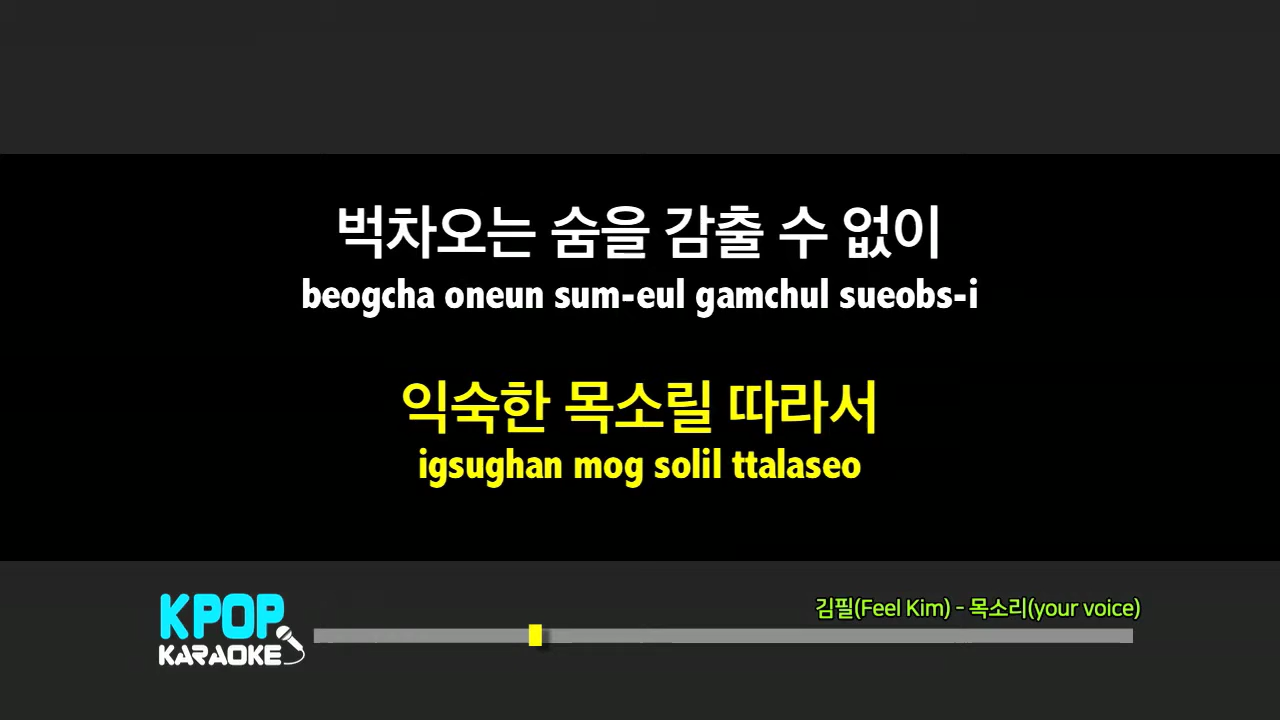 벅차오는 숨을 감출 수 없이
beogcha oneun sum-eul gamchul sueobs-i
익숙한 목소릴 따라서
igsughan mog solil ttalaseo
김필(Feel Kim) - 목소리(your voice)
KPOP
KARAOKE